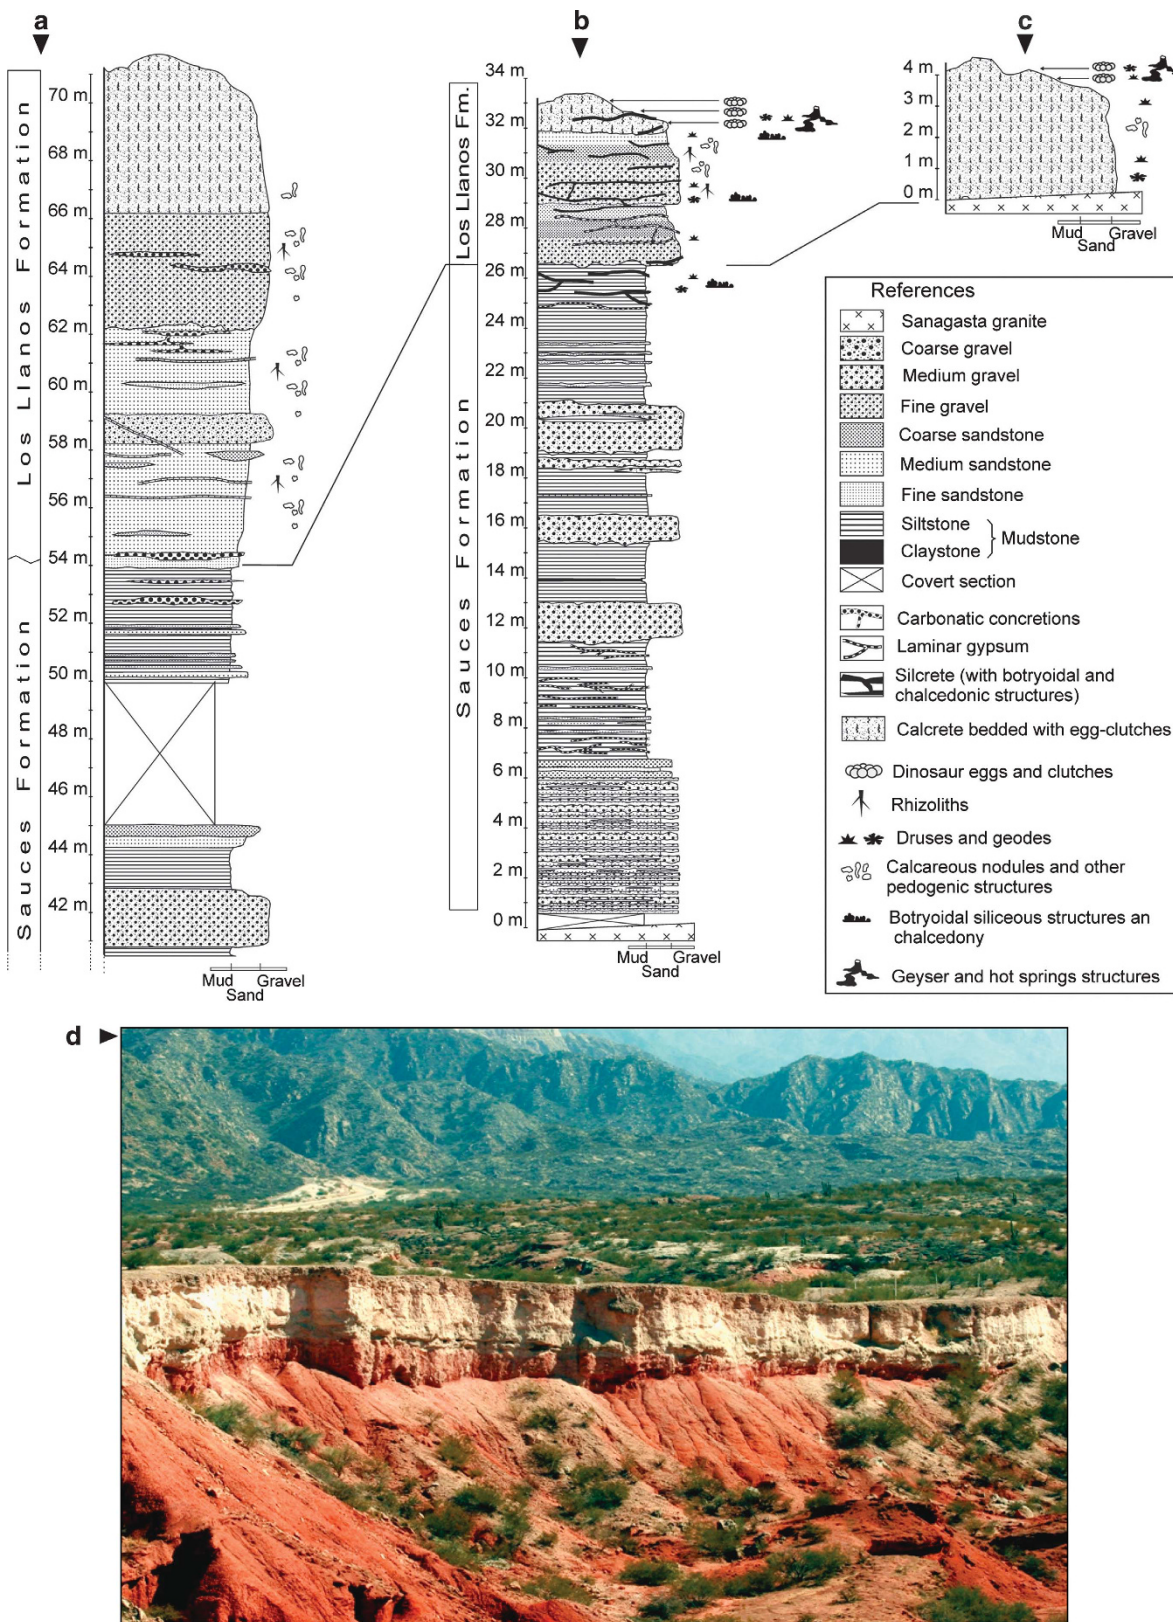 a
b
c
Los Llanos Formation
Sauces Formation
70 m
68 m
66 m
64 m
62 m
60 m
58 m
56 m
54 m
52 m
50 m
48 m
46 m
44 m
42 m
Mud Gravel
Sand
Los Llanos Fm.
Sauces Formation
34 m
32 m
30 m
28 m
26 m
24 m
22 m
20 m
18 m
16 m
14 m
12 m
10 m
8 m
6 m
4 m
2 m
0 m
Mud Gravel
Sand
4 m
3 m
2 m
1 m
0 m
Mud Gravel
Sand
References
Sanagasta granite
Coarse gravel
Medium gravel
Fine gravel
Coarse sandstone
Medium sandstone
Fine sandstone
Siltstone
Claystone
Mudstone
Covert section
Carbonatic concretions
Laminar gypsum
Silcrete (with botryoidal and
chalcedonic structures)
Calcrete bedded with egg-clutches
Dinosaur eggs and clutches
Rhizoliths
Druses and geodes
Calcareous nodules and other
pedogenic structures
Botryoidal siliceous structures an
chalcedony
Geyser and hot springs structures
d